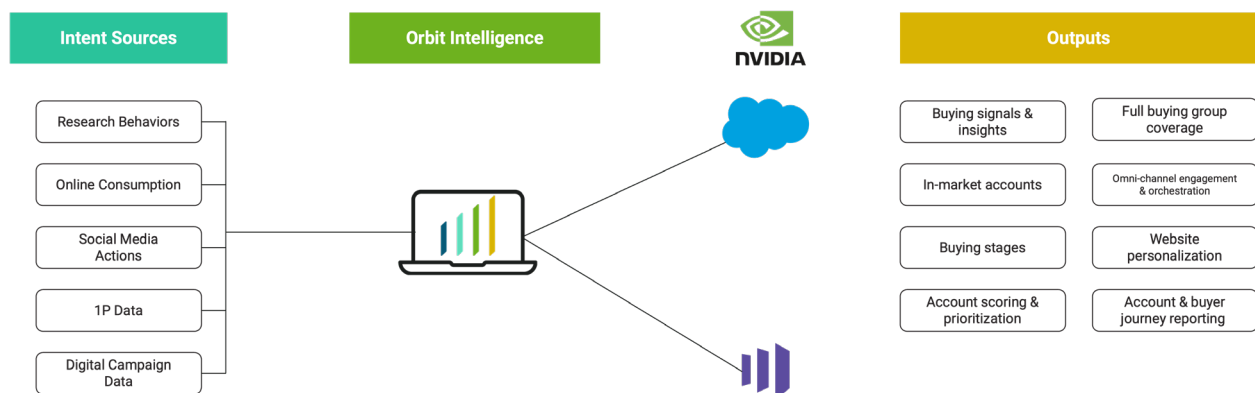 Intent Sources
Orbit Intelligence
NVIDIA
Outputs
Research Behaviors
Online Consumption
Social Media
Actions
1P Data
Digital Campaign
Data
Buying signals &
insights
Full buying group
coverage
In-market accounts
Omni-channel engagement
& orchestration
Buying stages
Website
personalization
Account scoring &
prioritization
Account & buyer
journey reporting